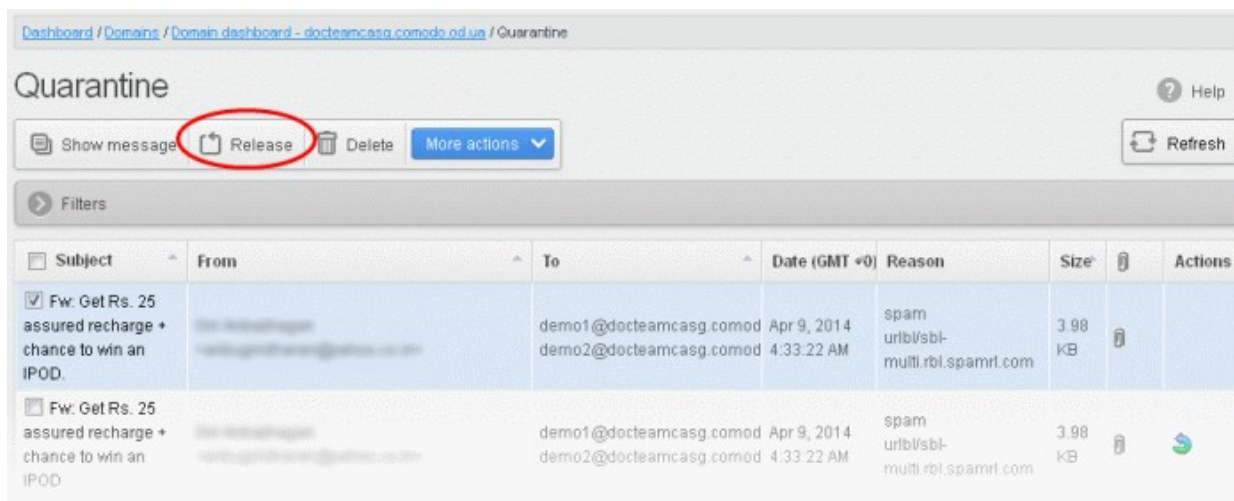 Dashboard / Domains / Domain dashboard - docteamcasg.comodo.od.ua / Quarantine
Quarantine
Help
Show message Release Delete More actions
Refresh
Filters
Subject From To Date (GMT +0) Reason Size Actions
Fw: Get Rs. 25
assured recharge +
chance to win an
IPOD.
demo1@docteamcasg.comod
demo2@docteamcasg.comod
Apr 9, 2014
4:33:22 AM
spam
urlbl/sbl-
multi.rbl.spamrl.com
3.98
KB
Fw: Get Rs. 25
assured recharge +
chance to win an
IPOD
demo1@docteamcasg.comod
demo2@docteamcasg.comod
Apr 9, 2014
4:33:22 AM
spam
urlbl/sbl-
multi.rbl.spamrl.com
3.98
KB